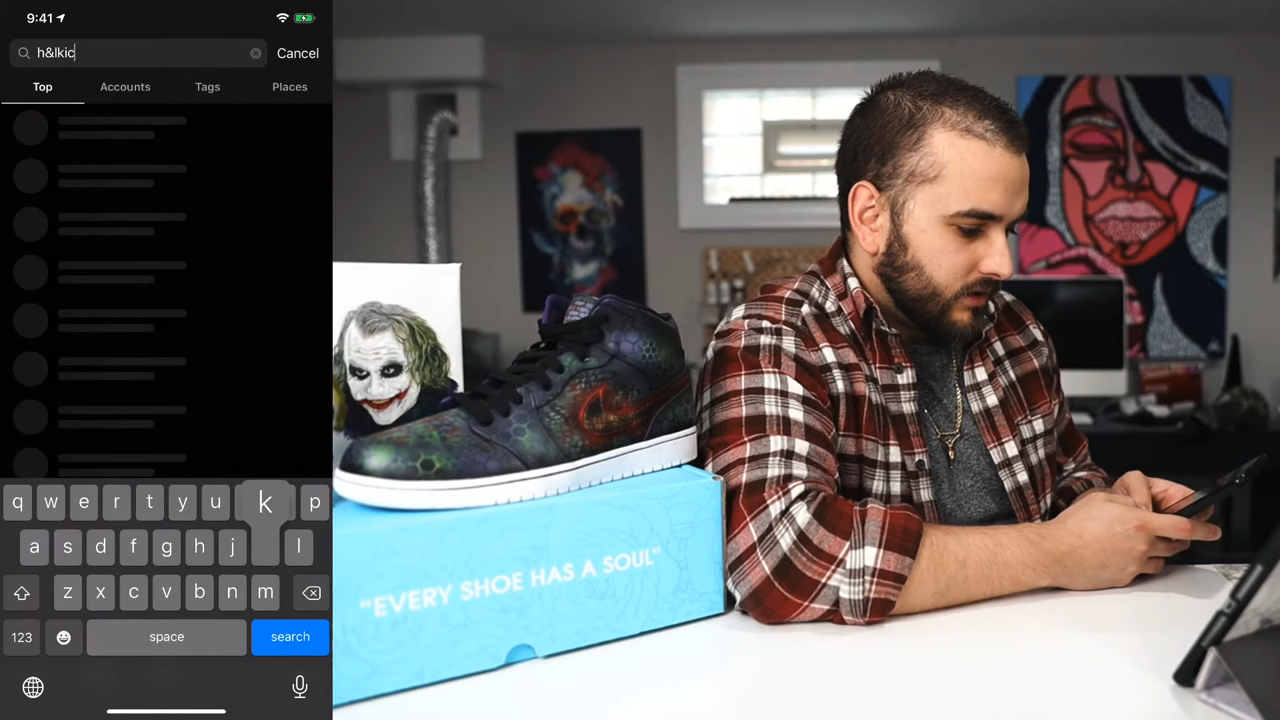 9:41
h&lkic
Cancel
Top
Accounts
Tags
Places
q w e r t y u k p
a s d f g h j l
z x c v b n m
123
space
search
“EVERY SHOE HAS A SOUL”